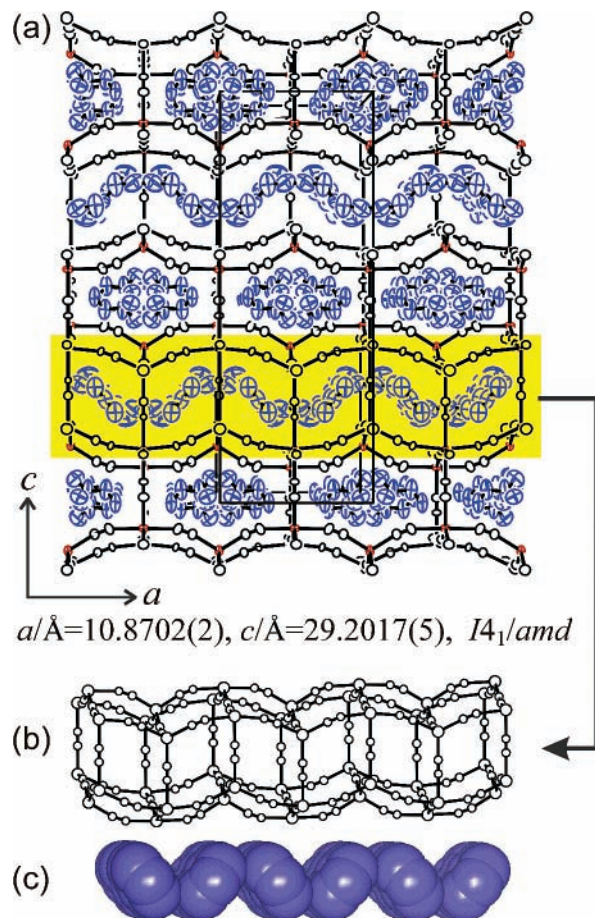 (a)
c
a
a/Å=10.8702(2), c/Å=29.2017(5), I4₁/amd
(b)
(c)